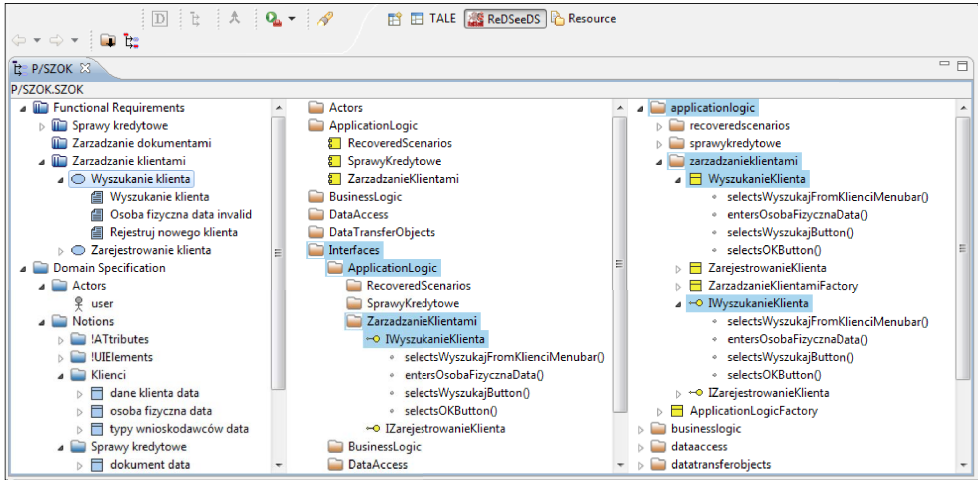 TALE
ReDSeeDS
Resource
P/SZOK
P/SZOK.SZOK
Functional Requirements
Sprawy kredytowe
Zarzadzanie dokumentami
Zarzadzanie klientami
Wyszukanie klienta
Wyszukanie klienta
Osoba fizyczna data invalid
Rejestruj nowego klienta
Zarejestrowanie klienta
Domain Specification
Actors
user
Notions
!ATtributes
!UIElements
Klienci
dane klienta data
osoba fizyczna data
typy wnioskodawców data
Sprawy kredytowe
dokument data
Actors
ApplicationLogic
RecoveredScenarios
SprawyKredytowe
ZarzadzanieKlientami
BusinessLogic
DataAccess
DataTransferObjects
Interfaces
ApplicationLogic
RecoveredScenarios
SprawyKredytowe
ZarzadzanieKlientami
IWyszukanieKlienta
selectsWyszukajFromKlienciMenubar()
entersOsobaFizycznaData()
selectsWyszukajButton()
selectsOKButton()
IZarejestrowanieKlienta
BusinessLogic
DataAccess
applicationlogic
recoveredscenarios
sprawykredytowe
zarzadzanieklientami
WyszukanieKlienta
selectsWyszukajFromKlienciMenubar()
entersOsobaFizycznaData()
selectsWyszukajButton()
selectsOKButton()
ZarejestrowanieKlienta
ZarzadzanieKlientamiFactory
IWyszukanieKlienta
selectsWyszukajFromKlienciMenubar()
entersOsobaFizycznaData()
selectsWyszukajButton()
selectsOKButton()
IZarejestrowanieKlienta
ApplicationLogicFactory
businesslogic
dataaccess
datatransferobjects